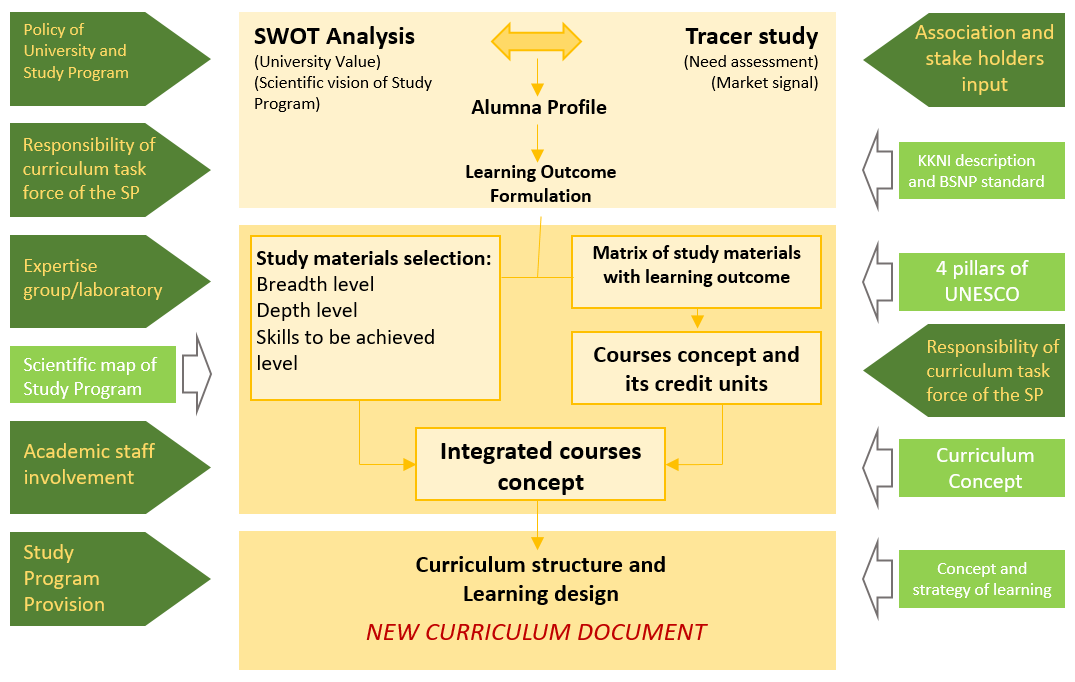 Policy of
University and
Study Program
Responsibility of
curriculum task
force of the SP
Expertise
group/laboratory
Scientific map of
Study Program
Academic staff
involvement
Study
Program
Provision
SWOT Analysis
(University Value)
(Scientific vision of Study
Program)
Tracer study
(Need assessment)
(Market signal)
Alumna Profile
Learning Outcome
Formulation
Study materials selection:
Breadth level
Depth level
Skills to be achieved
level
Matrix of study materials
with learning outcome
Courses concept and
its credit units
Integrated courses
concept
Curriculum structure and
Learning design
NEW CURRICULUM DOCUMENT
Association and
stake holders
input
KKNI description
and BSNP standard
4 pillars of
UNESCO
Responsibility of
curriculum task
force of the SP
Curriculum
Concept
Concept and
strategy of learning